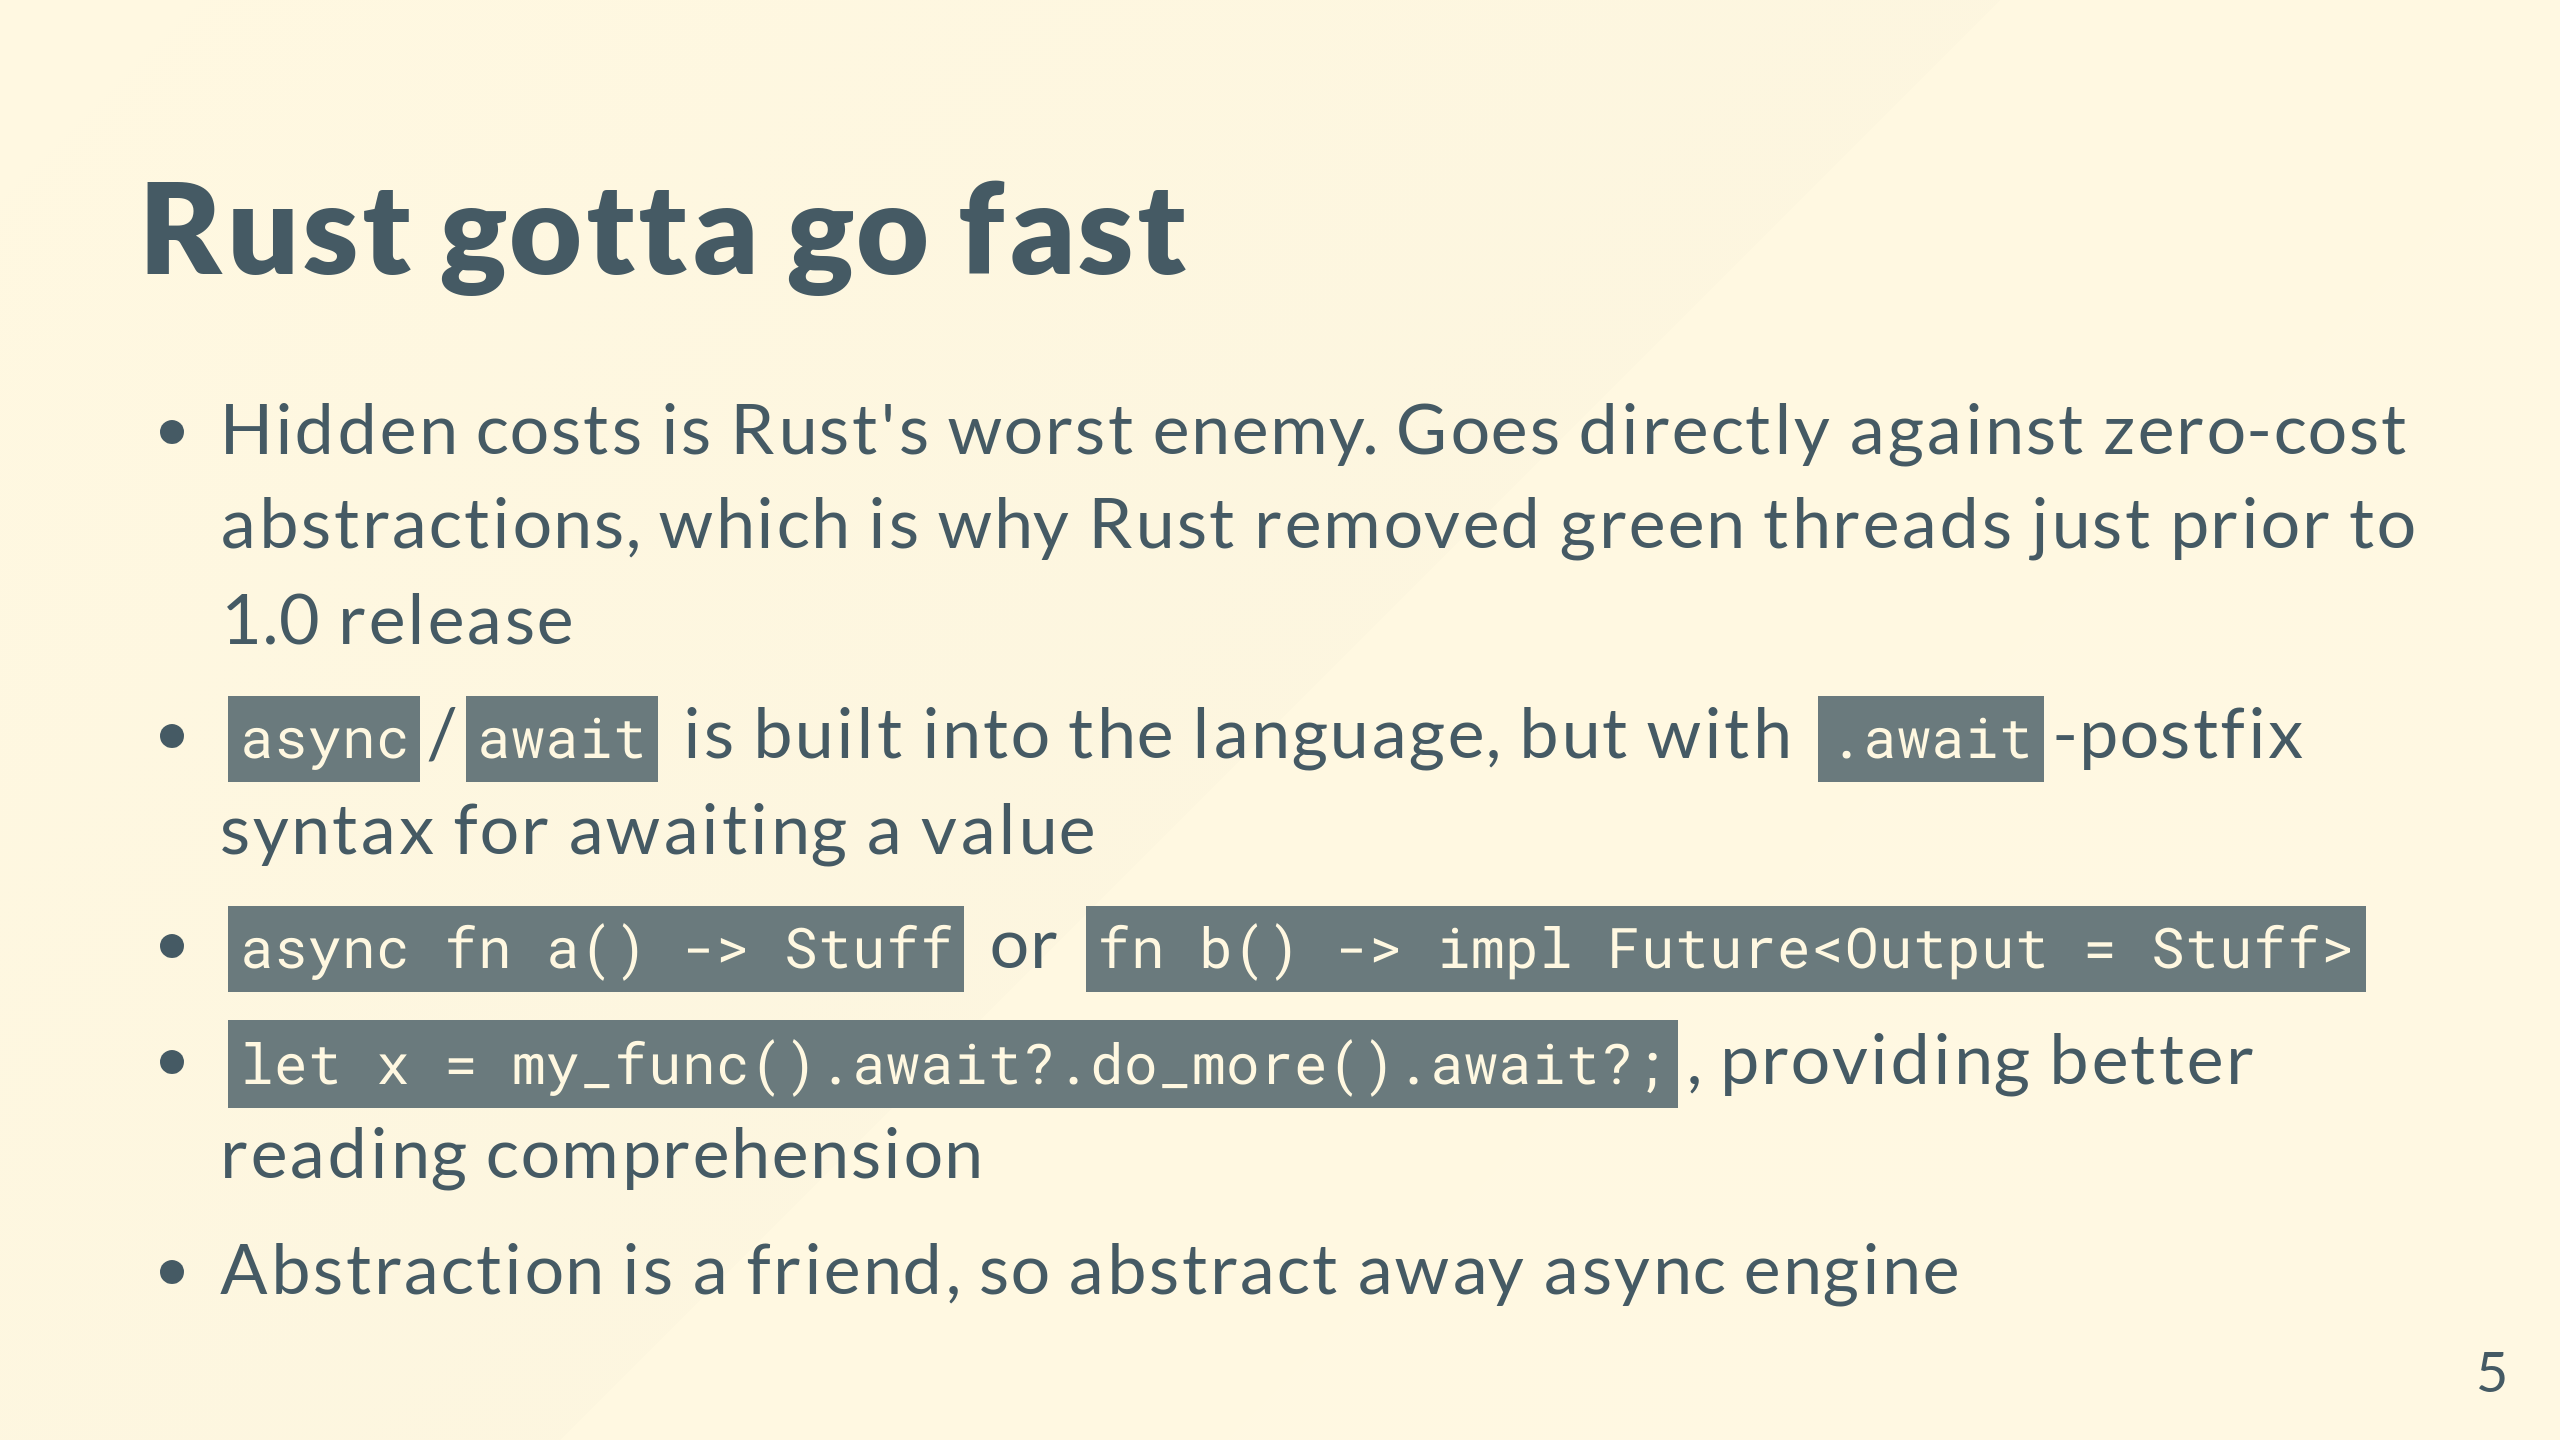 Rust gotta go fast
Hidden costs is Rust's worst enemy. Goes directly against zero-cost
abstractions, which is why Rust removed green threads just prior to
1.0 release
async/await is built into the language, but with .await-postfix
syntax for awaiting a value
async fn a() -> Stuff or fn b() -> impl Future<Output = Stuff>
let x = my_func().await?.do_more().await?;, providing better
reading comprehension
Abstraction is a friend, so abstract away async engine
5